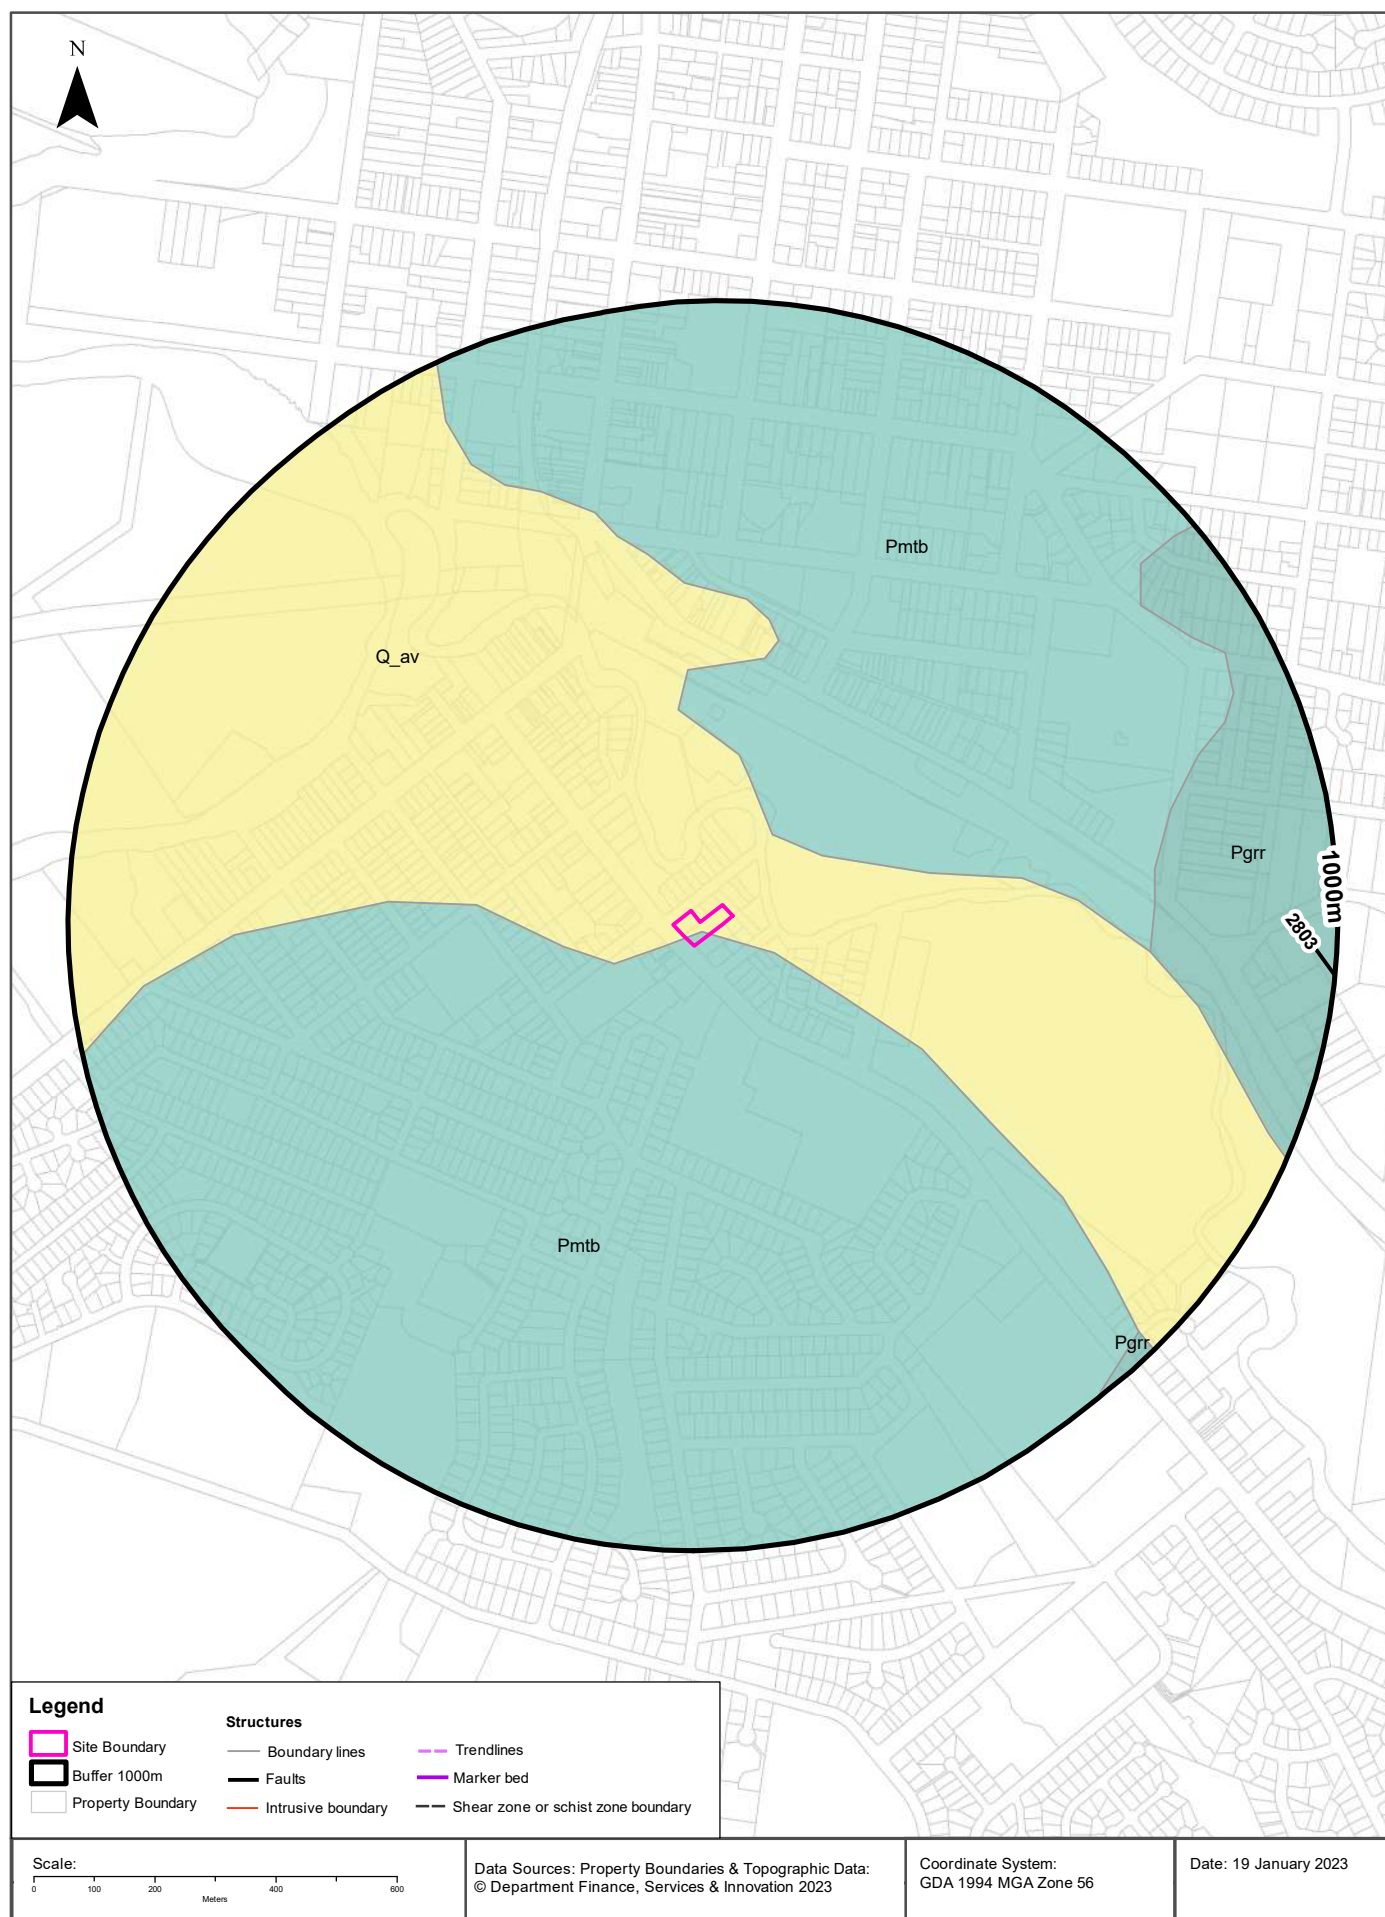 N
Pmtb
Q_av
Pgrr
1000m
2803
Pmtb
Pgrr
Legend
Site Boundary
Buffer 1000m
Property Boundary
Structures
Boundary lines
Faults
Intrusive boundary
Trendlines
Marker bed
Shear zone or schist zone boundary
Scale:
0 100 200 400 600
Meters
Data Sources: Property Boundaries & Topographic Data:
© Department Finance, Services & Innovation 2023
Coordinate System:
GDA 1994 MGA Zone 56
Date: 19 January 2023